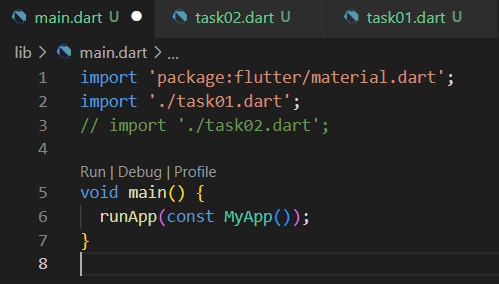 main.dart task02.dart task01.dart
lib > main.dart > ...
1 import 'package:flutter/material.dart';
2 import './task01.dart';
3 // import './task02.dart';
4
Run | Debug | Profile
5 void main() {
6 runApp(const MyApp());
7 }
8